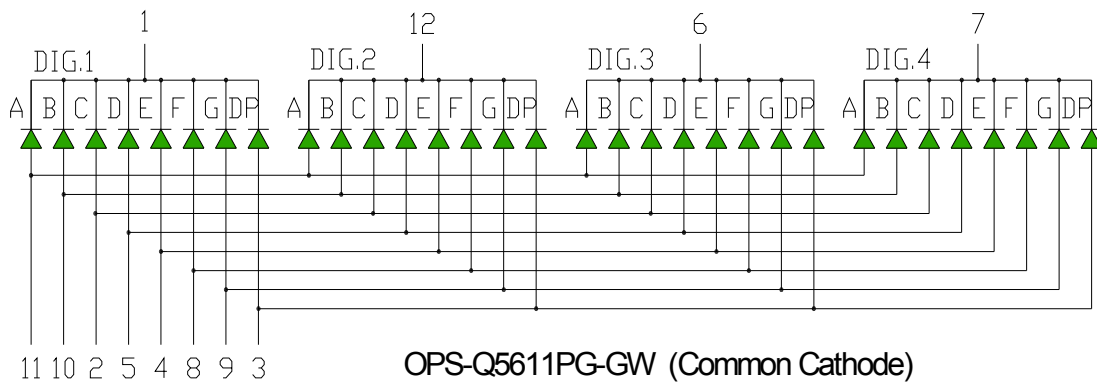 1 12 6 7
DIG.1 DIG.2 DIG.3 DIG.4
A B C D E F G DP A B C D E F G DP A B C D E F G DP A B C D E F G DP
11 10 2 5 4 8 9 3
OPS-Q5611PG-GW (Common Cathode)